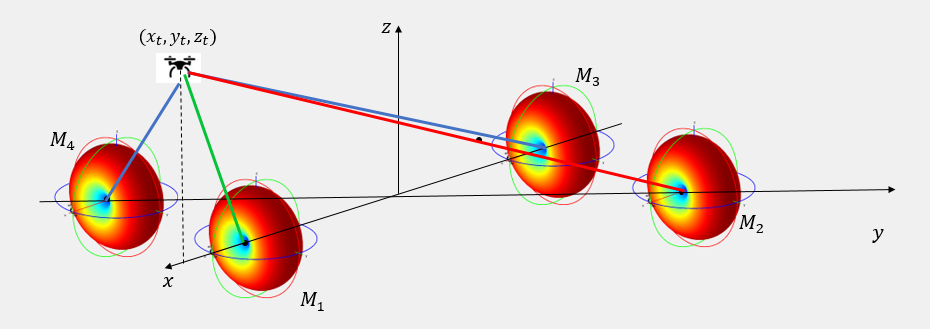 z
(x_t, y_t, z_t)
M_3
M_4
M_2
y
x
M_1